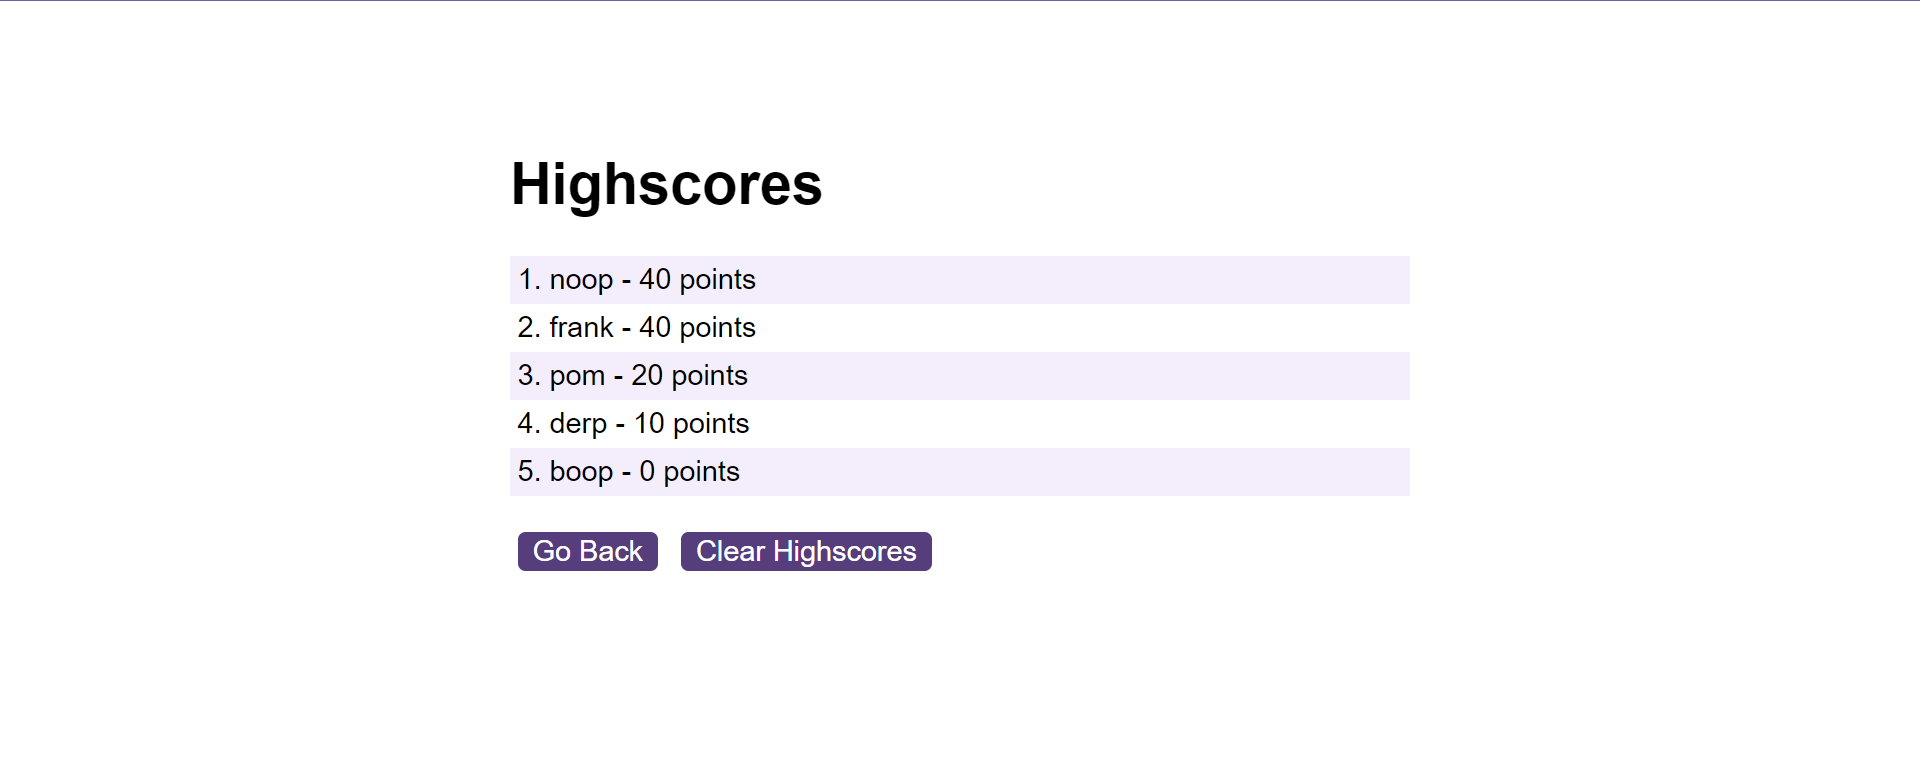 Highscores
1. noop - 40 points
2. frank - 40 points
3. pom - 20 points
4. derp - 10 points
5. boop - 0 points
Go Back Clear Highscores